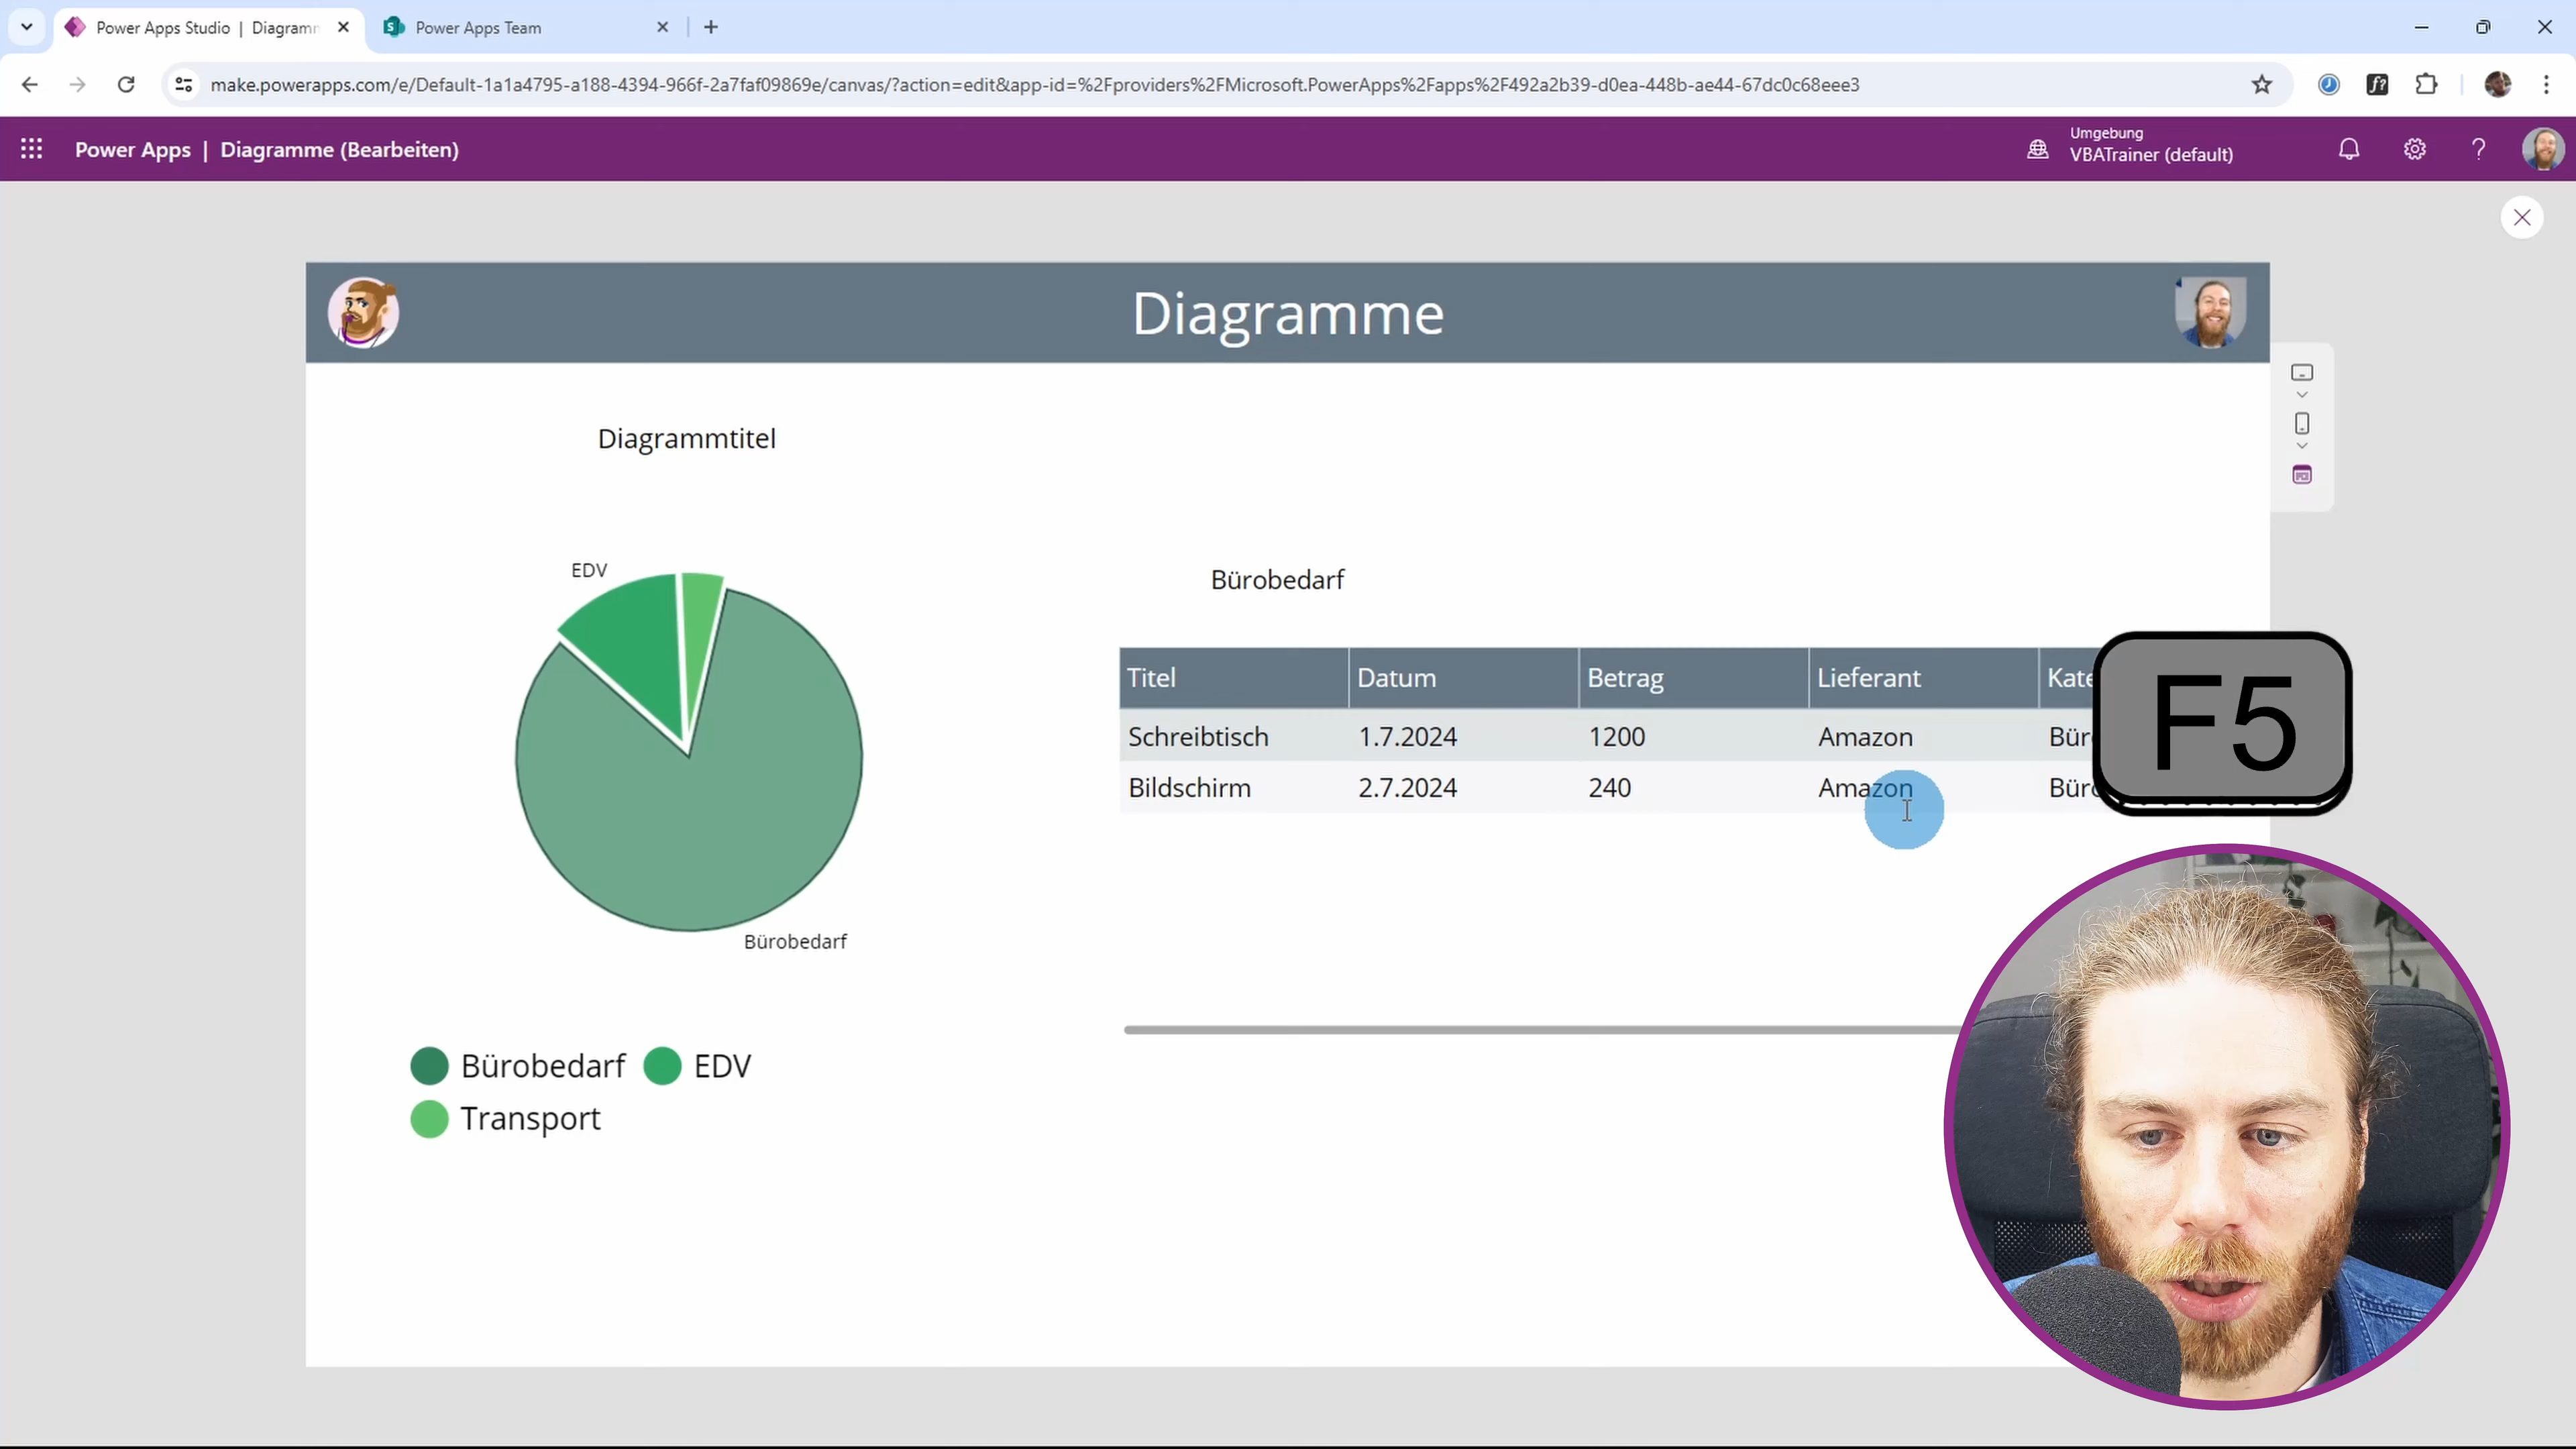 Power Apps Studio | Diagramm
Power Apps Team
make.powerapps.com/e/Default-1a1a4795-a188-4394-966f-2a7faf09869e/canvas/?action=edit&app-id=%2Fproviders%2FMicrosoft.PowerApps%2Fapps%2F492a2b39-d0ea-448b-ae44-67dc0c68eee3
Power Apps | Diagramme (Bearbeiten)
Umgebung
VBATrainer (default)
Diagramme
Diagrammtitel
EDV
Bürobedarf
Bürobedarf EDV
Transport
Bürobedarf
Titel Datum Betrag Lieferant Kate
Schreibtisch 1.7.2024 1200 Amazon Bür
Bildschirm 2.7.2024 240 Amazon Büro
F5